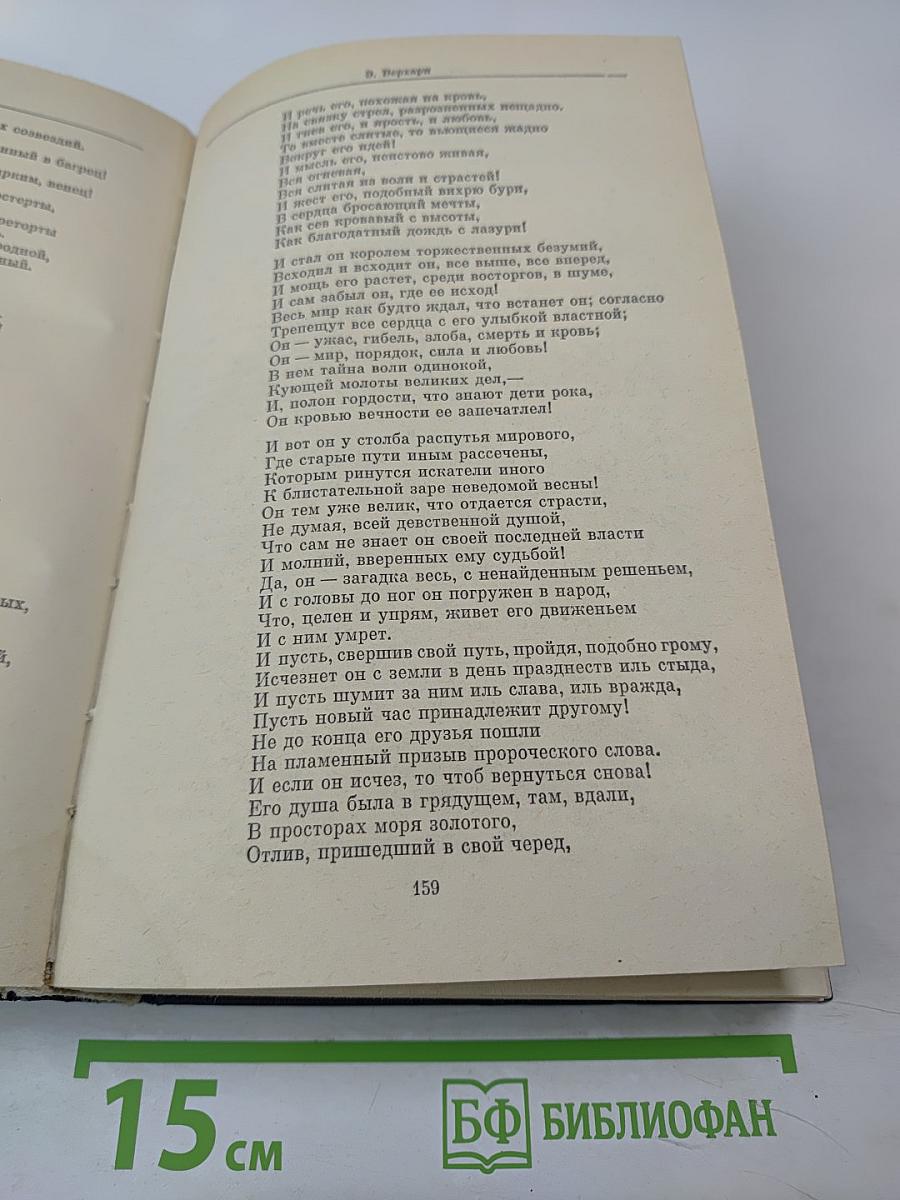 х созвездий.
нный в багрец!
ярким, венец!
остерты,
реторты
родной,
ный.
ых,
й,
Э. Верхарн
И речь его, похожая на кровь,
На связку стрел, разрозненных нещадно,
И гнев его, и ярость, и любовь,
То вместе слитые, то вьющиеся жадно
Вокруг его идей!
И мысль его, неистово живая,
Вся огневая,
Вся слитая из воли и страстей!
И жест его, подобный вихрю бури,
В сердца бросающий мечты,
Как сев кровавый с высоты,
Как благодатный дождь с лазури!
И стал он королем торжественных безумий,
Всходил и всходит он, все выше, все вперед,
И мощь его растет, среди восторгов, в шуме,
И сам забыл он, где ее исход!
Весь мир как будто ждал, что встанет он; согласно
Трепещут все сердца с его улыбкой властной;
Он — ужас, гибель, злоба, смерть и кровь;
Он — мир, порядок, сила и любовь!
В нем тайна воли одинокой,
Кующей молоты великих дел,—
И, полон гордости, что знают дети рока,
Он кровью вечности ее запечатлел!
И вот он у столба распутья мирового,
Где старые пути иным рассечены,
Которым ринутся искатели иного
К блистательной заре неведомой весны!
Он тем уже велик, что отдается страсти,
Не думая, всей девственной душой,
Что сам не знает он своей последней власти
И молний, вверенных ему судьбой!
Да, он — загадка весь, с ненайденным решеньем,
И с головы до ног он погружен в народ,
Что, целен и упрям, живет его движеньем
И с ним умрет.
И пусть, свершив свой путь, пройдя, подобно грому,
Исчезнет он с земли в день празднеств иль стыда,
И пусть шумит за ним иль слава, иль вражда,
Пусть новый час принадлежит другому!
Не до конца его друзья пошли
На пламенный призыв пророческого слова.
И если он исчез, то чтоб вернуться снова!
Его душа была в грядущем, там, вдали,
В просторах моря золотого,
Отлив, пришедший в свой черед,
159
15 см
БФ БИБЛИОФАН